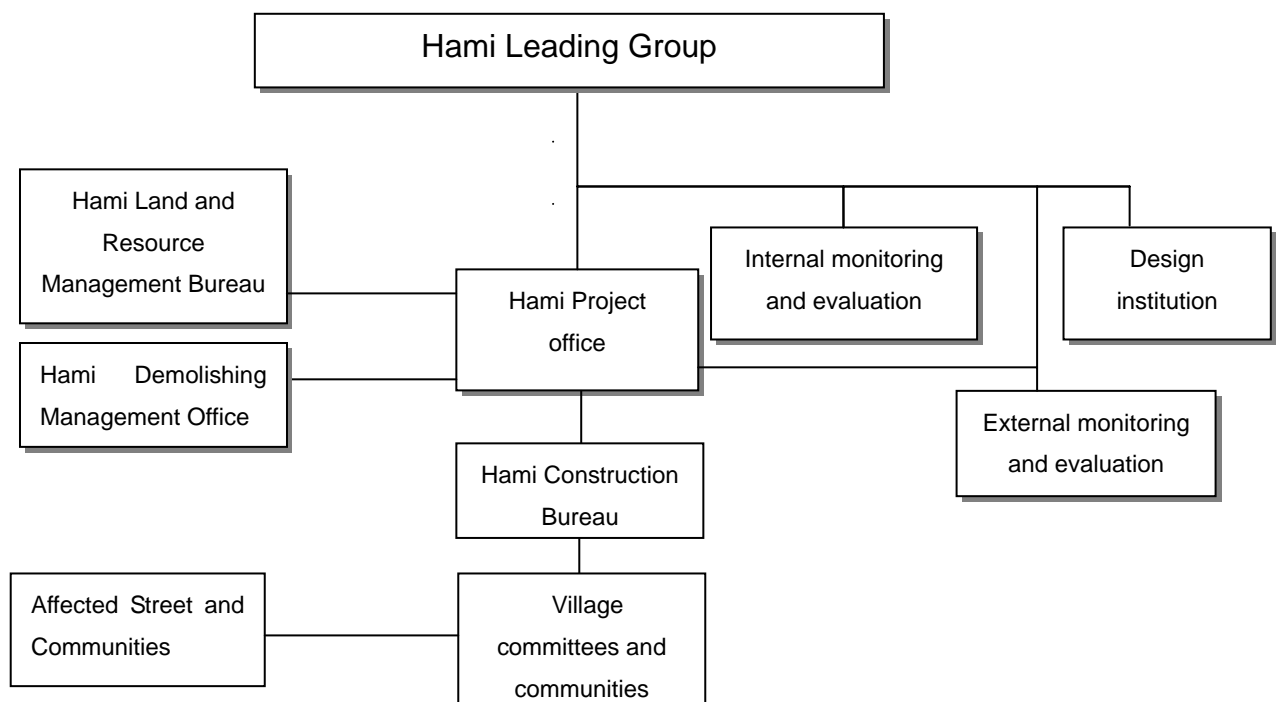 Hami Leading Group
Hami Land and
Resource
Management Bureau
Internal monitoring
and evaluation
Design
institution
Hami Project
office
Hami Demolishing
Management Office
External monitoring
and evaluation
Hami Construction
Bureau
Affected Street and
Communities
Village
committees and
communities